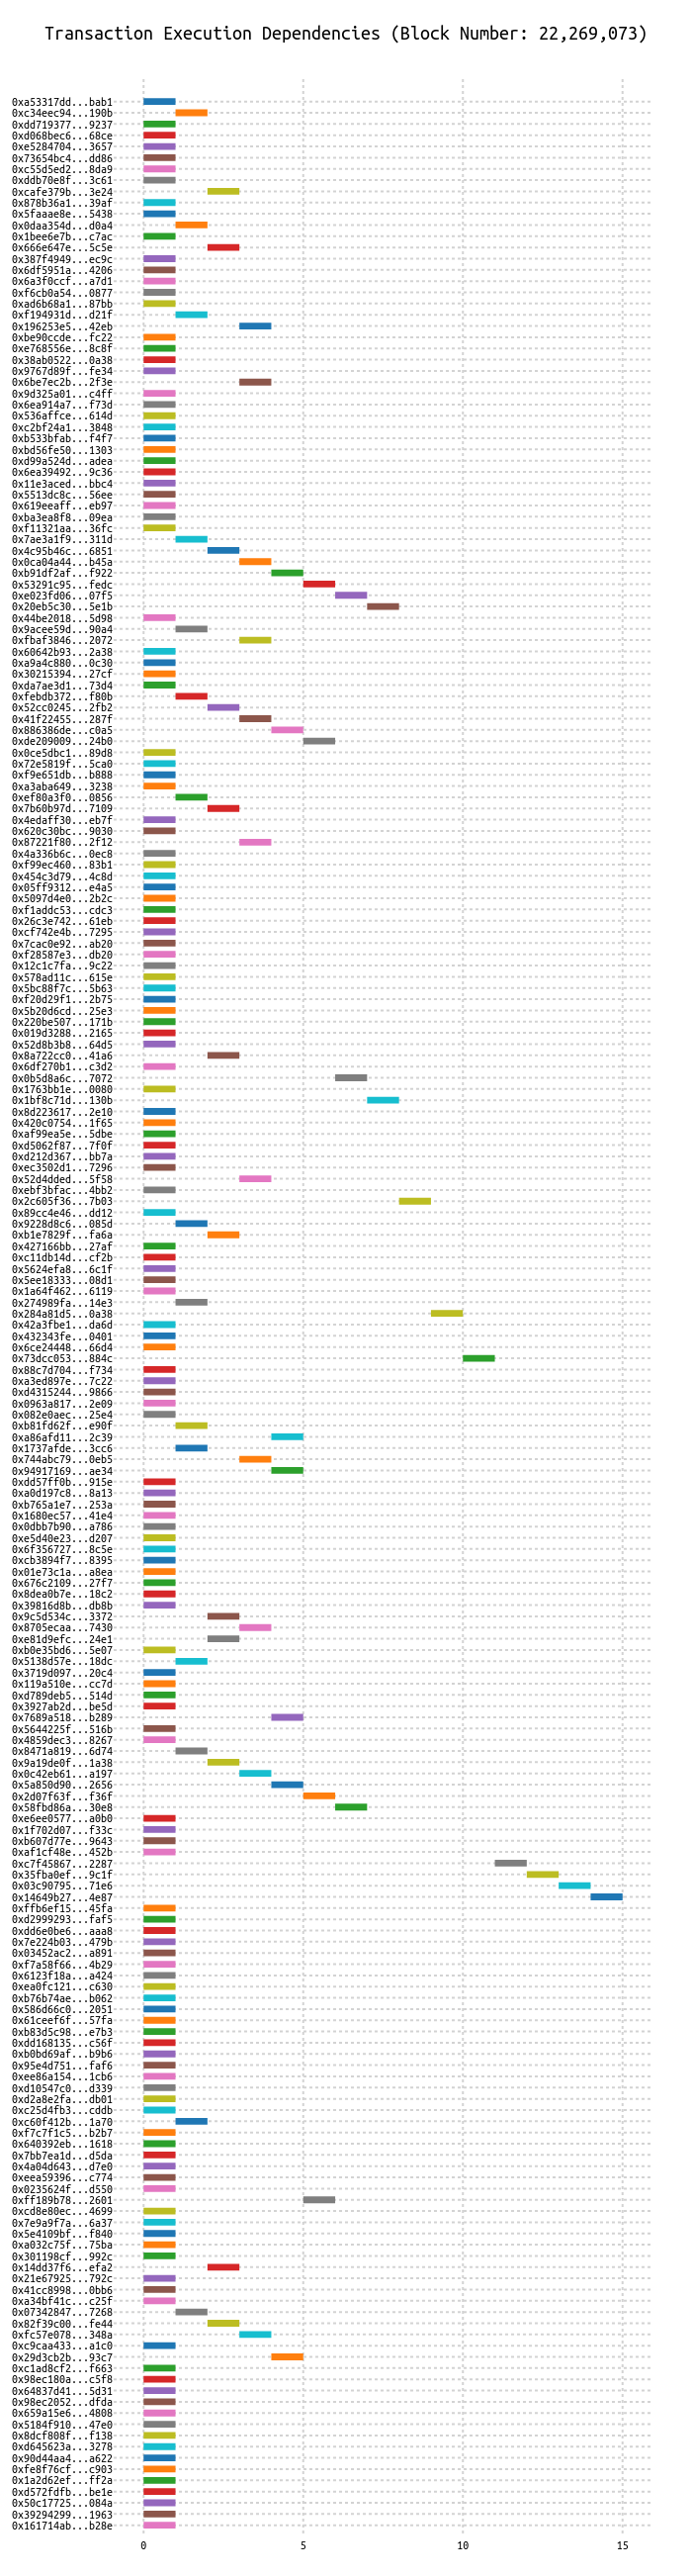 Transaction Execution Dependencies (Block Number: 22,269,073)
0xa53317dd...bab1
0xc34eec94...190b
0xdd719377...9237
0xd068bec6...68ce
0xe5284704...3657
0x73654bc4...dd86
0xc55d5ed2...8da9
0xddb70e8f...3c61
0xcafe379b...3e24
0x878b36a1...39af
0x5faaae8e...5438
0x0daa354d...d0a4
0x1bee6e7b...c7ac
0x666e647e...5c5e
0x387f4949...ec9c
0x6df5951a...4206
0x6a3f0ccf...a7d1
0xf6cb0a54...0877
0xad6b68a1...87bb
0xf194931d...d21f
0x196253e5...42eb
0xbe90ccde...fc22
0xe768556e...8c8f
0x38ab0522...0a38
0x9767d89f...fe34
0x6be7ec2b...2f3e
0x9d325a01...c4ff
0x6ea914a7...f73d
0x536affce...614d
0xc2bf24a1...3848
0xb533bfab...f4f7
0xbd56fe50...1303
0xd99a524d...adea
0x6ea39492...9c36
0x11e3aced...bbc4
0x5513dc8c...56ee
0x619eeaff...eb97
0xba3ea8f8...09ea
0xf11321aa...36fc
0x7ae3a1f9...311d
0x4c95b46c...6851
0x0ca04a44...b45a
0xb91df2af...f922
0x53291c95...fedc
0xe023fd06...07f5
0x20eb5c30...5e1b
0x44be2018...5d98
0x9acee59d...90a4
0xfbaf3846...2072
0x60642b93...2a38
0xa9a4c880...0c30
0x30215394...27cf
0xda7ae3d1...73d4
0xfebdb372...f80b
0x52cc0245...2fb2
0x41f22455...287f
0x886386de...c0a5
0xde209009...24b0
0x0ce5dbc1...89d8
0x72e5819f...5ca0
0xf9e651db...b888
0xa3aba649...3238
0xef80a3f0...0856
0x7b60b97d...7109
0x4edaff30...eb7f
0x620c30bc...9030
0x87221f80...2f12
0x4a336b6c...0ec8
0xf99ec460...83b1
0x454c3d79...4c8d
0x05ff9312...e4a5
0x5097d4e0...2b2c
0xf1addc53...cdc3
0x26c3e742...61eb
0xcf742e4b...7295
0x7cac0e92...ab20
0xf28587e3...db20
0x12c1c7fa...9c22
0x578ad11c...615e
0x5bc88f7c...5b63
0xf20d29f1...2b75
0x5b20d6cd...25e3
0x220be507...171b
0x019d3288...2165
0x52d8b3b8...64d5
0x8a722cc0...41a6
0x6df270b1...c3d2
0x0b5d8a6c...7072
0x1763bb1e...0080
0x1bf8c71d...130b
0x8d223617...2e10
0x420c0754...1f65
0xaf99ea5e...5dbe
0xd5062f87...7f0f
0xd212d367...bb7a
0xec3502d1...7296
0x52d4dded...5f58
0xebf3bfac...4bb2
0x2c605f36...7b03
0x89cc4e46...dd12
0x9228d8c6...085d
0xb1e7829f...fa6a
0x427166bb...27af
0xc11db14d...cf2b
0x5624efa8...6c1f
0x5ee18333...08d1
0x1a64f462...6119
0x274989fa...14e3
0x284a81d5...0a38
0x42a3fbe1...da6d
0x432343fe...0401
0x6ce24448...66d4
0x73dcc053...884c
0x88c7d704...f734
0xa3ed897e...7c22
0xd4315244...9866
0x0963a817...2e09
0x082e0aec...25e4
0xb81fd62f...e90f
0xa86afd11...2c39
0x1737afde...3cc6
0x744abc79...0eb5
0x94917169...ae34
0xdd57ff0b...915e
0xa0d197c8...8a13
0xb765a1e7...253a
0x1680ec57...41e4
0x0dbb7b90...a786
0xe5d40e23...d207
0x6f356727...8c5e
0xcb3894f7...8395
0x01e73c1a...a8ea
0x676c2109...27f7
0x8dea0b7e...18c2
0x39816d8b...db8b
0x9c5d534c...3372
0x8705ecaa...7430
0xe81d9efc...24e1
0xb0e35bd6...5e07
0x5138d57e...18dc
0x3719d097...20c4
0x119a510e...cc7d
0xd789deb5...514d
0x3927ab2d...be5d
0x7689a518...b289
0x5644225f...516b
0x4859dec3...8267
0x8471a819...6d74
0x9a19de0f...1a38
0x0c42eb61...a197
0x5a850d90...2656
0x2d07f63f...f36f
0x58fbd86a...30e8
0xe6ee0577...a0b0
0x1f702d07...f33c
0xb607d77e...9643
0xaf1cf48e...452b
0xc7f45867...2287
0x35fba0ef...9c1f
0x03c90795...71e6
0x14649b27...4e87
0xffb6ef15...45fa
0xd2999293...faf5
0xdd6e0be6...aaa8
0x7e224b03...479b
0x03452ac2...a891
0xf7a58f66...4b29
0x6123f18a...a424
0xea0fc121...c630
0xb76b74ae...b062
0x586d66c0...2051
0x61ceef6f...57fa
0xb83d5c98...e7b3
0xdd168135...c56f
0xb0bd69af...b9b6
0x95e4d751...faf6
0xee86a154...1cb6
0xd10547c0...d339
0xd2a8e2fa...db01
0xc25d4fb3...cddb
0xc60f412b...1a70
0xf7c7f1c5...b2b7
0x640392eb...1618
0x7bb7ea1d...d5da
0x4a04d643...d7e0
0xeea59396...c774
0x0235624f...d550
0xff189b78...2601
0xcd8e80ec...4699
0x7e9a9f7a...6a37
0x5e4109bf...f840
0xa032c75f...75ba
0x301198cf...992c
0x14dd37f6...efa2
0x21e67925...792c
0x41cc8998...0bb6
0xa34bf41c...c25f
0x07342847...7268
0x82f39c00...fe44
0xfc57e078...348a
0xc9caa433...a1c0
0x29d3cb2b...93c7
0xc1ad8cf2...f663
0x98ec180a...c5f8
0x64837d41...5d31
0x98ec2052...dfda
0x659a15e6...4808
0x5184f910...47e0
0x8dcf808f...f138
0xd645623a...3278
0x90d44aa4...a622
0xfe8f76cf...c903
0x1a2d62ef...ff2a
0xd572fdfb...be1e
0x50c17725...084a
0x39294299...1963
0x161714ab...b28e
0 5 10 15